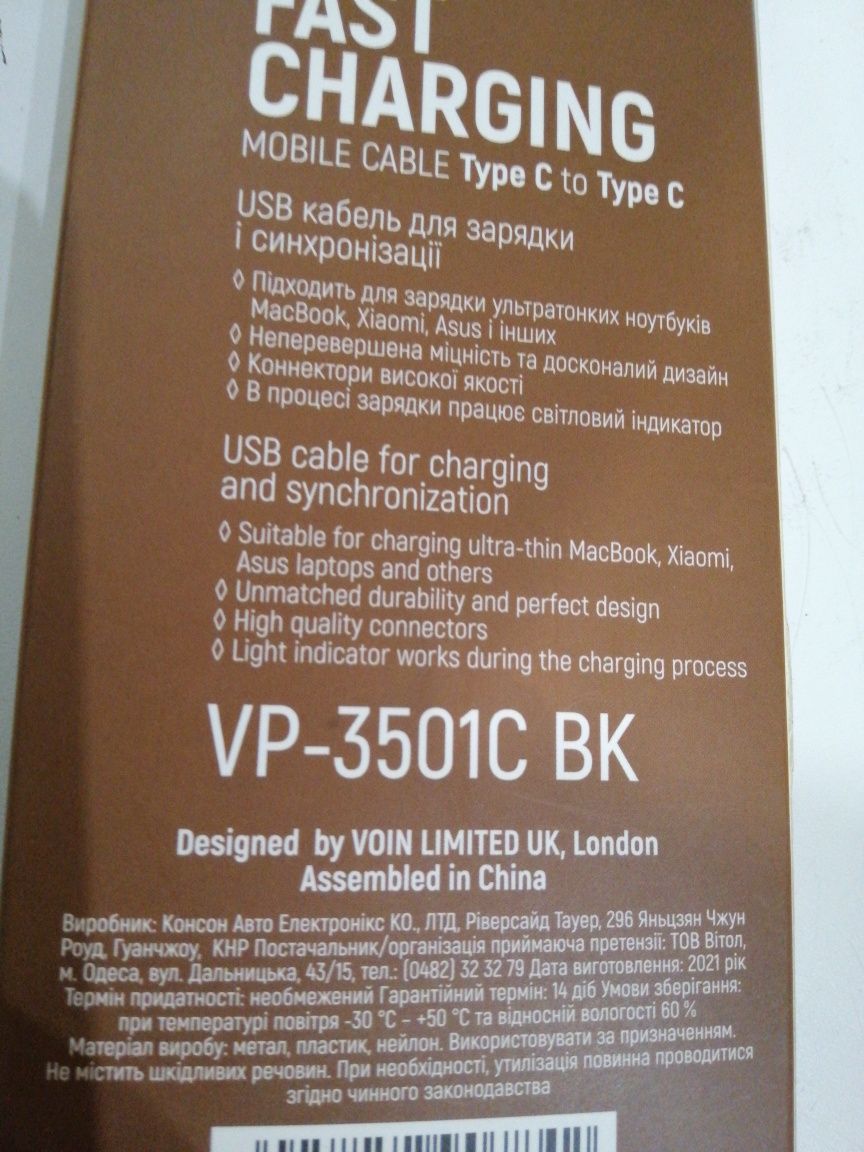 FAST
CHARGING
MOBILE CABLE Type C to Type C
USB кабель для зарядки
і синхронізації
◊ Підходить для зарядки ультратонких ноутбуків
MacBook, Xiaomi, Asus і інших
◊ Неперевершена міцність та досконалий дизайн
◊ Коннектори високої якості
◊ В процесі зарядки працює світловий індикатор
USB cable for charging
and synchronization
◊ Suitable for charging ultra-thin MacBook, Xiaomi,
Asus laptops and others
◊ Unmatched durability and perfect design
◊ High quality connectors
◊ Light indicator works during the charging process
VP-3501C BK
Designed by VOIN LIMITED UK, London
Assembled in China
Виробник: Консон Авто Електронікс КО., ЛТД, Ріверсайд Тауер, 296 Яньцзян Чжун
Роуд, Гуанчжоу, КНР Постачальник/організація приймаюча претензії: ТОВ Вітол,
м. Одеса, вул. Дальницька, 43/15, тел.: (0482) 32 32 79 Дата виготовлення: 2021 рік
Термін придатності: необмежений Гарантійний термін: 14 діб Умови зберігання:
при температурі повітря -30 °C – +50 °C та відносній вологості 60 %
Матеріал виробу: метал, пластик, нейлон. Використовувати за призначенням.
Не містить шкідливих речовин. При необхідності, утилізація повинна проводитися
згідно чинного законодавства